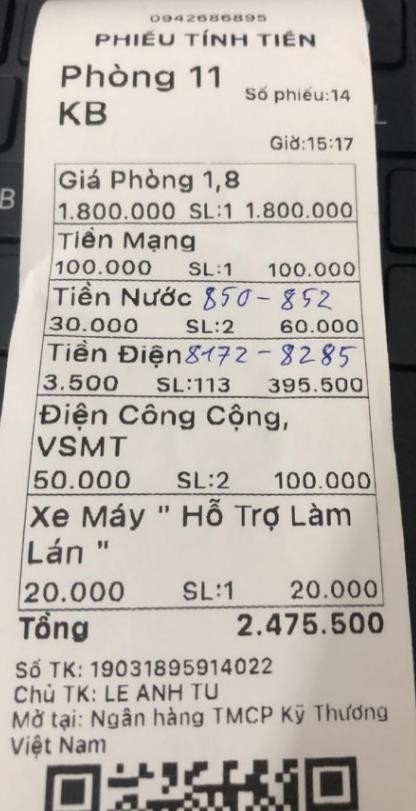 0942686895
PHIẾU TÍNH TIỀN
Phòng 11
KB
Số phiếu:14
Giờ:15:17
Giá Phòng 1,8
1.800.000 SL:1 1.800.000
Tiền Mạng
100.000 SL:1 100.000
Tiền Nước 850 - 852
30.000 SL:2 60.000
Tiền Điện 8172 - 8285
3.500 SL:113 395.500
Điện Công Cộng,
VSMT
50.000 SL:2 100.000
Xe Máy " Hỗ Trợ Làm
Lán "
20.000 SL:1 20.000
Tổng 2.475.500
Số TK: 19031895914022
Chủ TK: LE ANH TU
Mở tại: Ngân hàng TMCP Kỹ Thương
Việt Nam
B
L